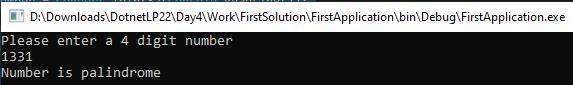 D:\Downloads\DotnetLP22\Day4\Work\FirstSolution\FirstApplication\bin\Debug\FirstApplication.exe
Please enter a 4 digit number
1331
Number is palindrome